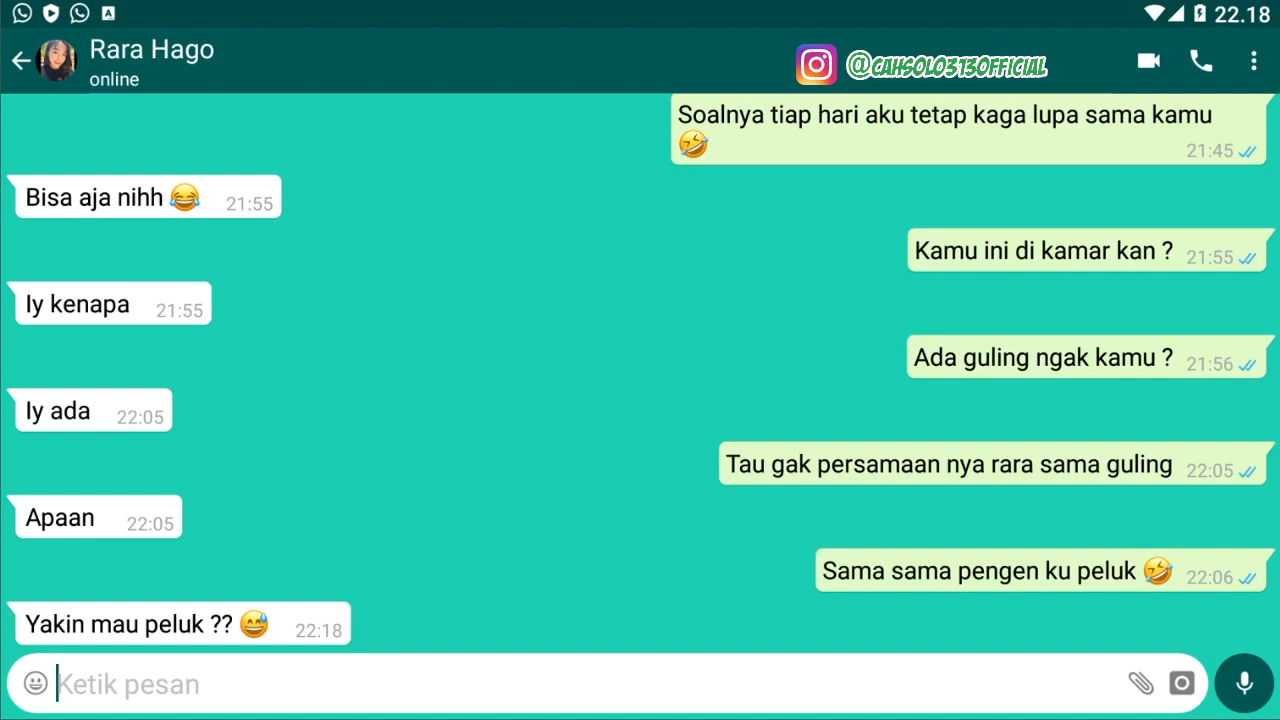 22.18
Rara Hago
online
@CAHSOLO313OFFICIAL
Soalnya tiap hari aku tetap kaga lupa sama kamu
🤣 21:45
Bisa aja nihh 😂 21:55
Kamu ini di kamar kan ? 21:55
Iy kenapa 21:55
Ada guling ngak kamu ? 21:56
Iy ada 22:05
Tau gak persamaan nya rara sama guling 22:05
Apaan 22:05
Sama sama pengen ku peluk 🤣 22:06
Yakin mau peluk ?? 😅 22:18
Ketik pesan